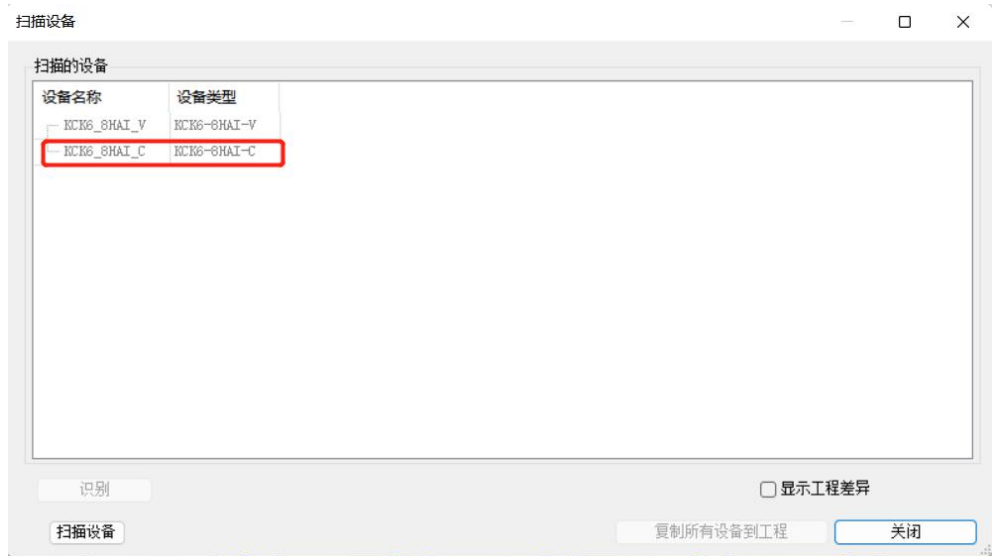 扫描设备
扫描的设备
设备名称 设备类型
KCK6_8HAI_V KCK6-8HAI-V
KCK6_8HAI_C KCK6-8HAI-C
识别
显示工程差异
扫描设备
复制所有设备到工程
关闭